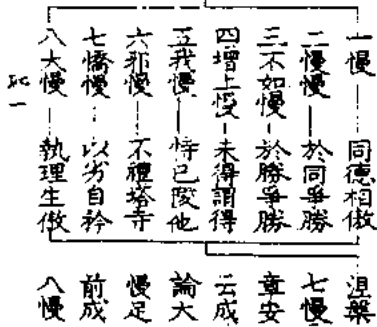 一慢——同德相傲
二慢慢——於同爭勝
三不如慢——於勝爭勝
四增上慢——未得謂得
五我慢——恃已陵他
六邪慢——不禮塔寺
七憍慢——以劣自矜
八大慢——執理生傲
涅槃
七慢
章安
云成
論大
慢足
前成
八慢